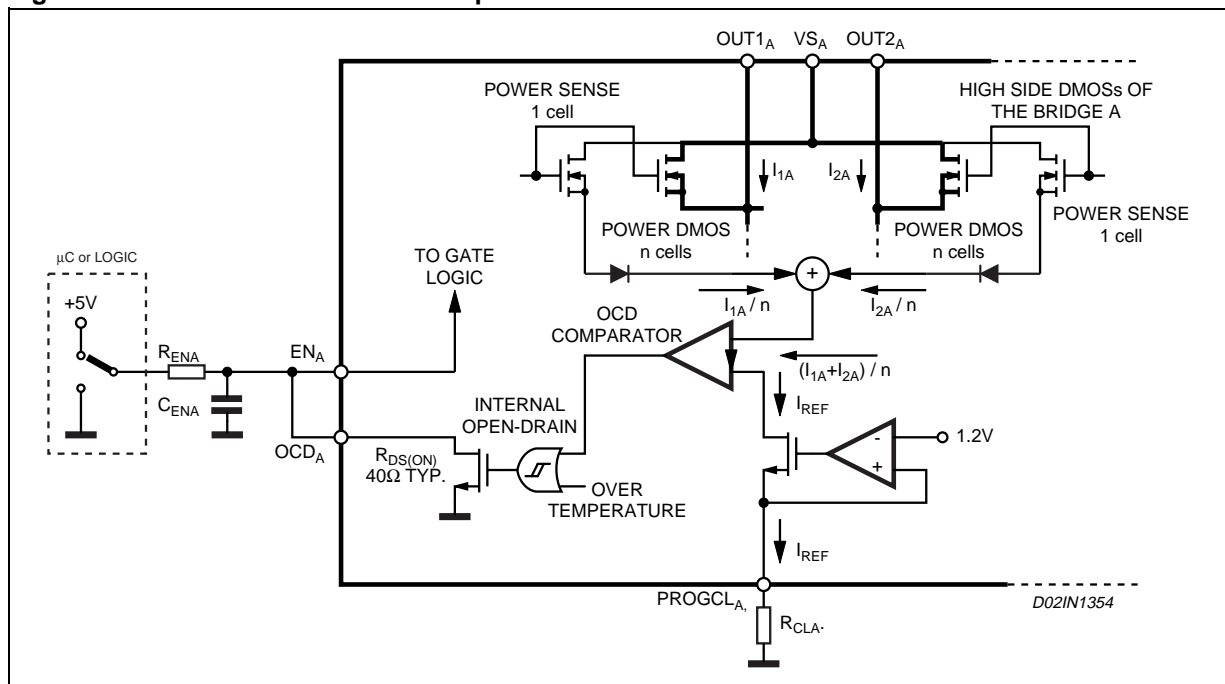 OUT1A VSA OUT2A
POWER SENSE
1 cell
HIGH SIDE DMOSs OF
THE BRIDGE A
I1A I2A
POWER DMOS
n cells
POWER DMOS
n cells
POWER SENSE
1 cell
µC or LOGIC
+5V
TO GATE
LOGIC
+
I1A / n I2A / n
OCD
COMPARATOR
(I1A+I2A) / n
RENA
ENA
CENA
IREF
INTERNAL
OPEN-DRAIN
OCDA
RDS(ON)
40Ω TYP.
OVER
TEMPERATURE
-
+
1.2V
IREF
PROGCLA,
RCLA.
D02IN1354